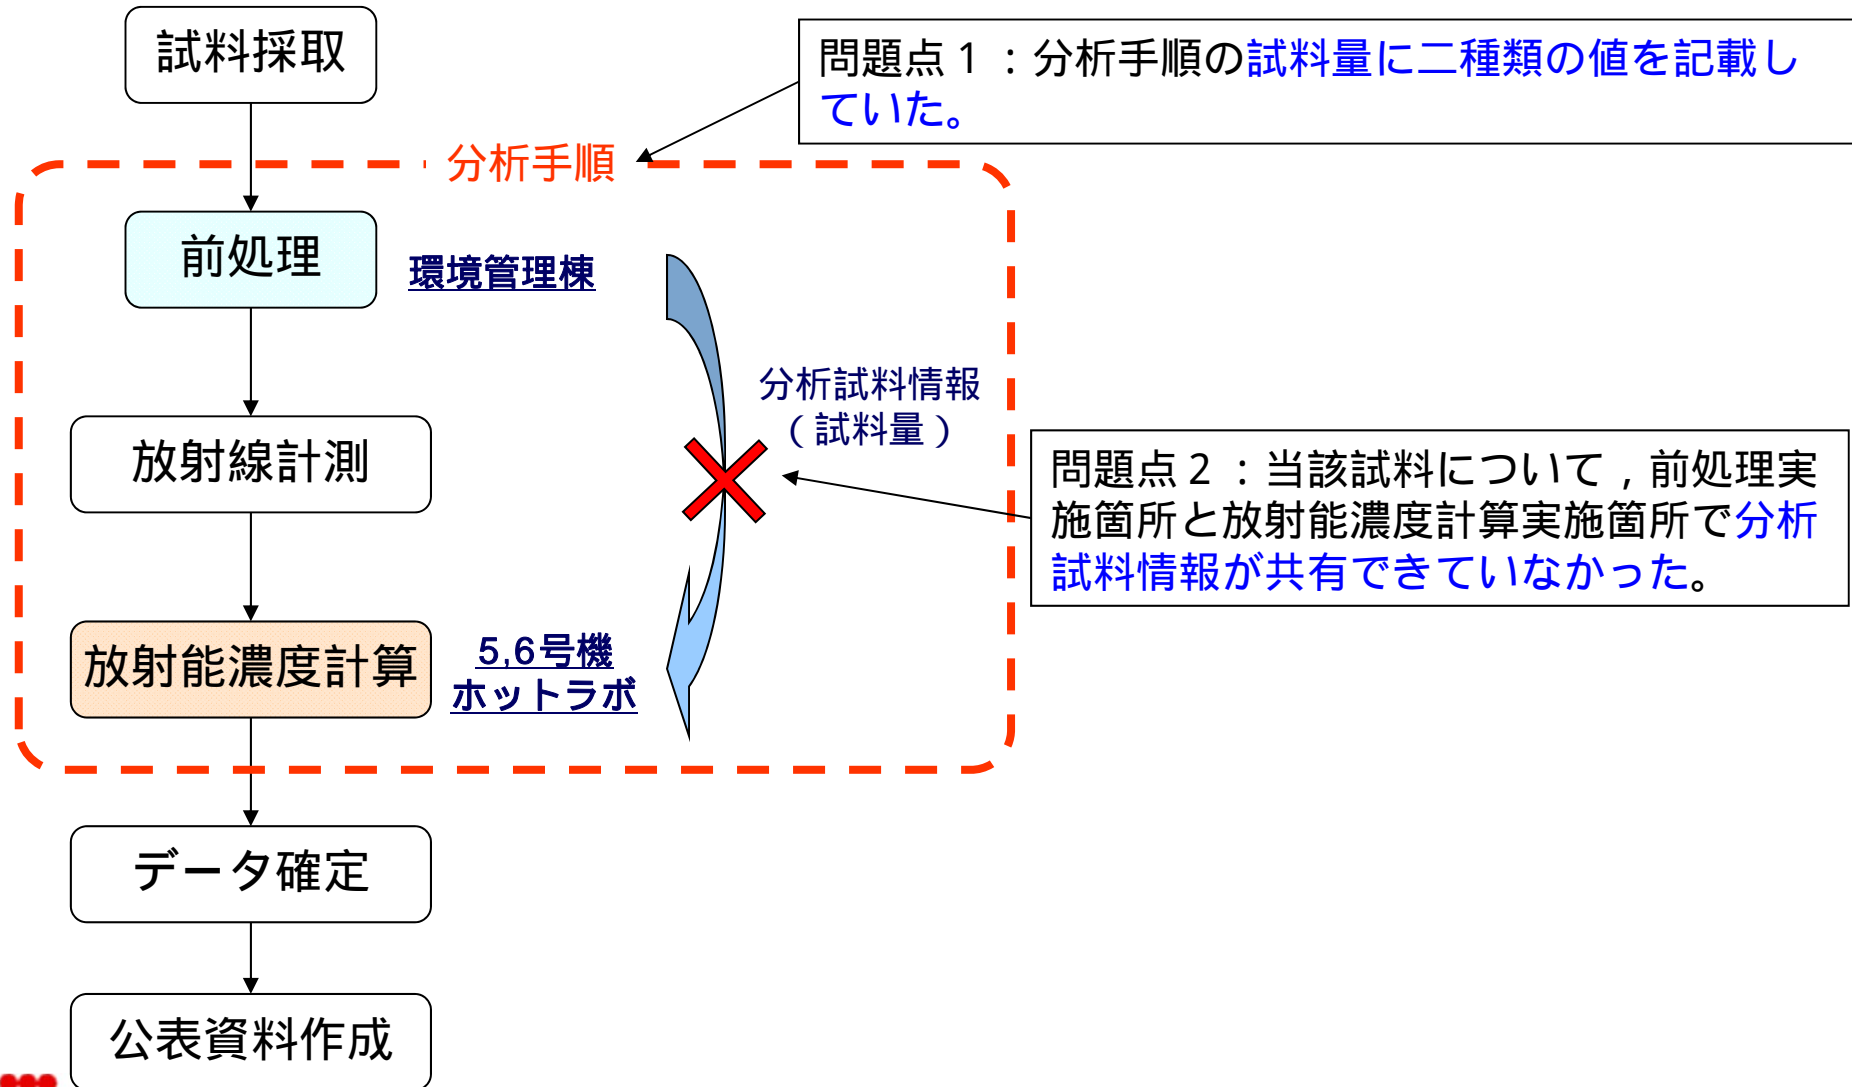 試料採取
問題点１：分析手順の試料量に二種類の値を記載し
ていた。
分析手順
前処理
環境管理棟
分析試料情報
（試料量）
放射線計測
問題点２：当該試料について，前処理実
施箇所と放射能濃度計算実施箇所で分析
試料情報が共有できていなかった。
放射能濃度計算
5,6号機
ホットラボ
データ確定
公表資料作成